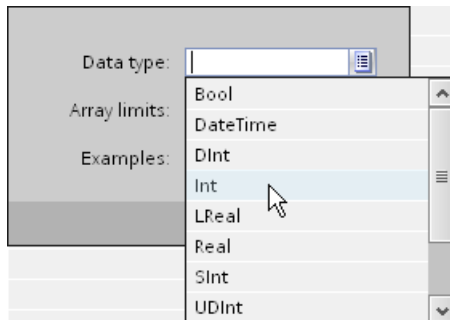 Data type:
Array limits:
Examples:
Bool
DateTime
DInt
Int
LReal
Real
SInt
UDInt